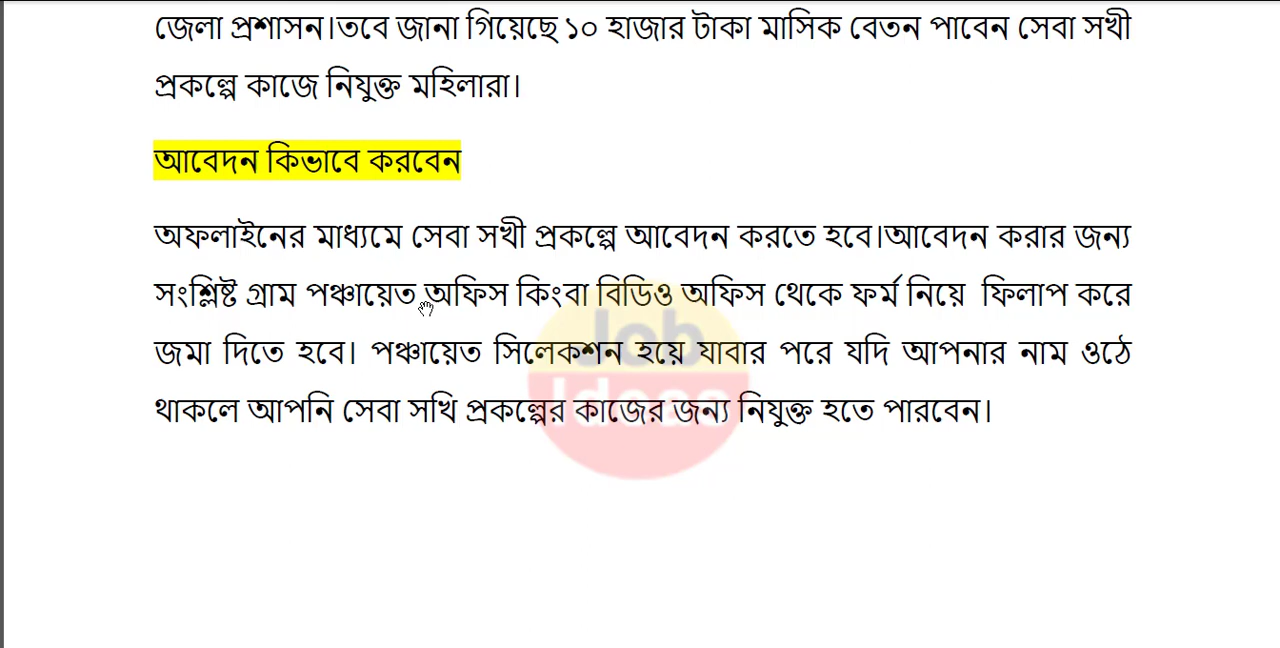 জেলা প্রশাসন।তবে জানা গিয়েছে ১০ হাজার টাকা মাসিক বেতন পাবেন সেবা সখী
প্রকল্পে কাজে নিযুক্ত মহিলারা।
আবেদন কিভাবে করবেন
অফলাইনের মাধ্যমে সেবা সখী প্রকল্পে আবেদন করতে হবে।আবেদন করার জন্য
সংশ্লিষ্ট গ্রাম পঞ্চায়েত অফিস কিংবা বিডিও অফিস থেকে ফর্ম নিয়ে ফিলাপ করে
জমা দিতে হবে। পঞ্চায়েত সিলেকশন হয়ে যাবার পরে যদি আপনার নাম ওঠে
থাকলে আপনি সেবা সখি প্রকল্পের কাজের জন্য নিযুক্ত হতে পারবেন।
Job
Ideas